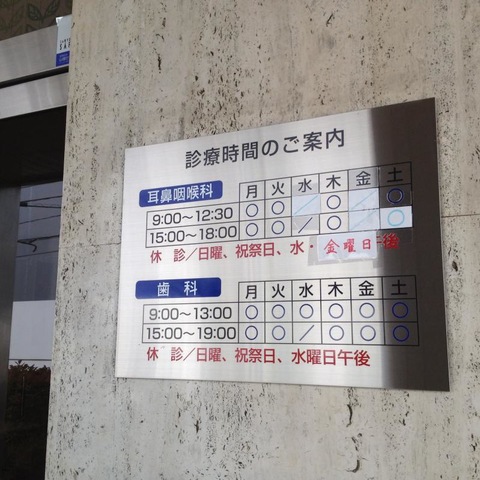 診療時間のご案内
耳鼻咽喉科 月 火 水 木 金 土
9:00〜12:30 ○ ○ ／ ○ ／ ○
15:00〜18:00 ○ ○ ／ ○ ／ ○
休 診／日曜、祝祭日、水・金曜日午後
歯 科 月 火 水 木 金 土
9:00〜13:00 ○ ○ ○ ○ ○ ○
15:00〜19:00 ○ ○ ／ ○ ○ ○
休 診／日曜、祝祭日、水曜日午後